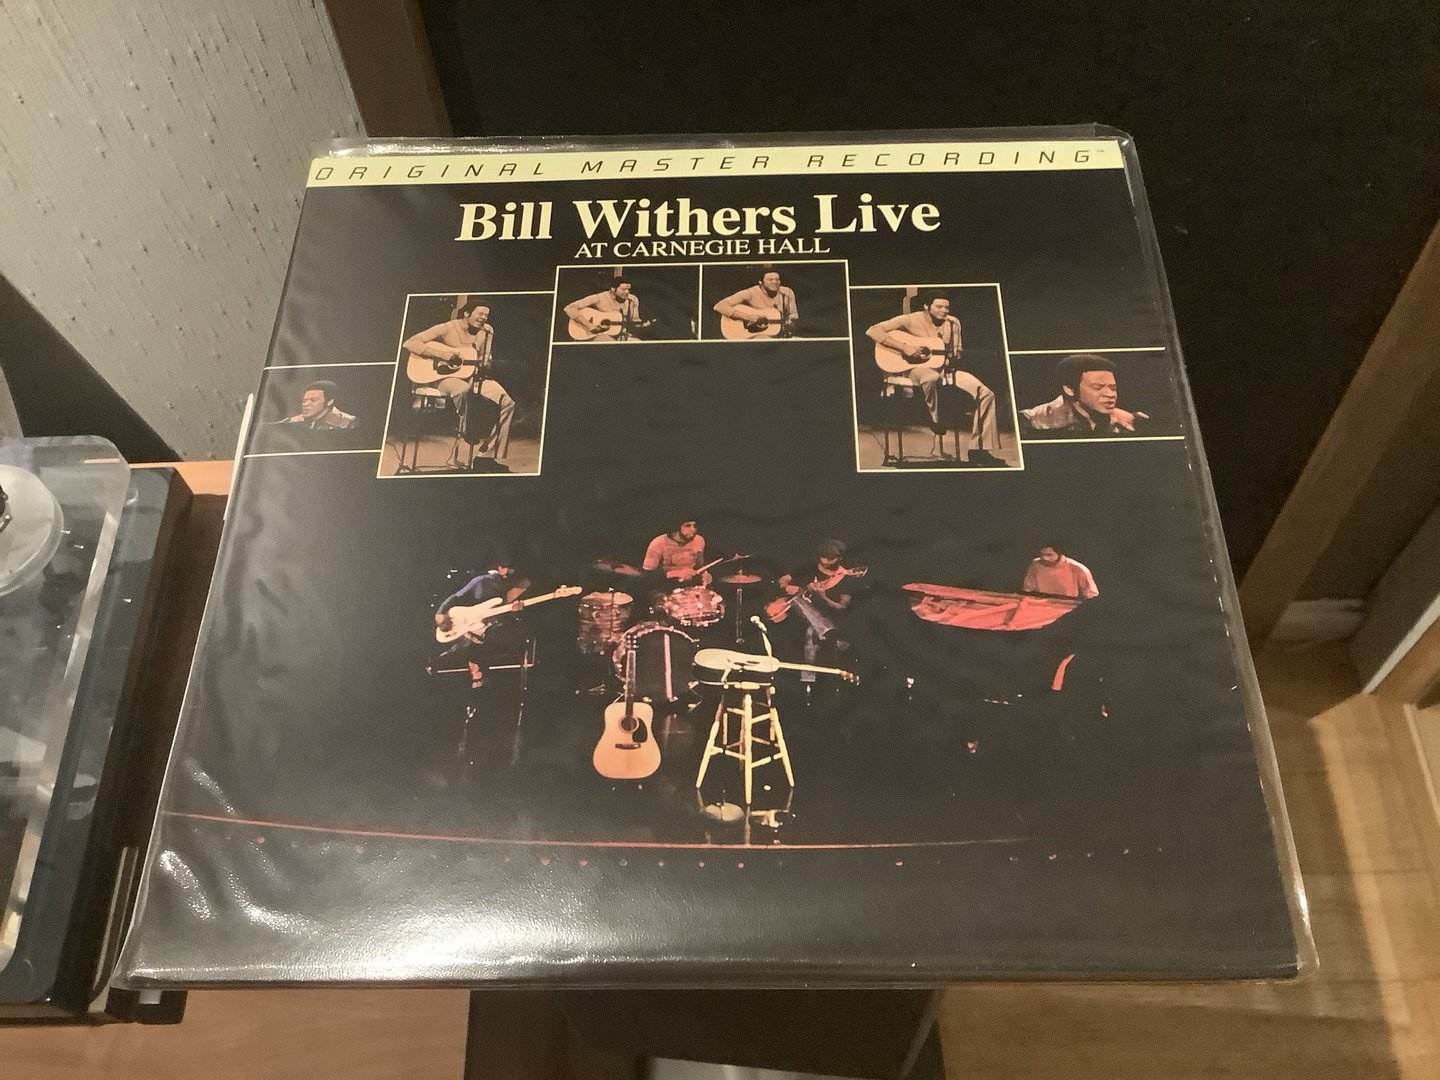 ORIGINAL MASTER RECORDING™
Bill Withers Live
AT CARNEGIE HALL